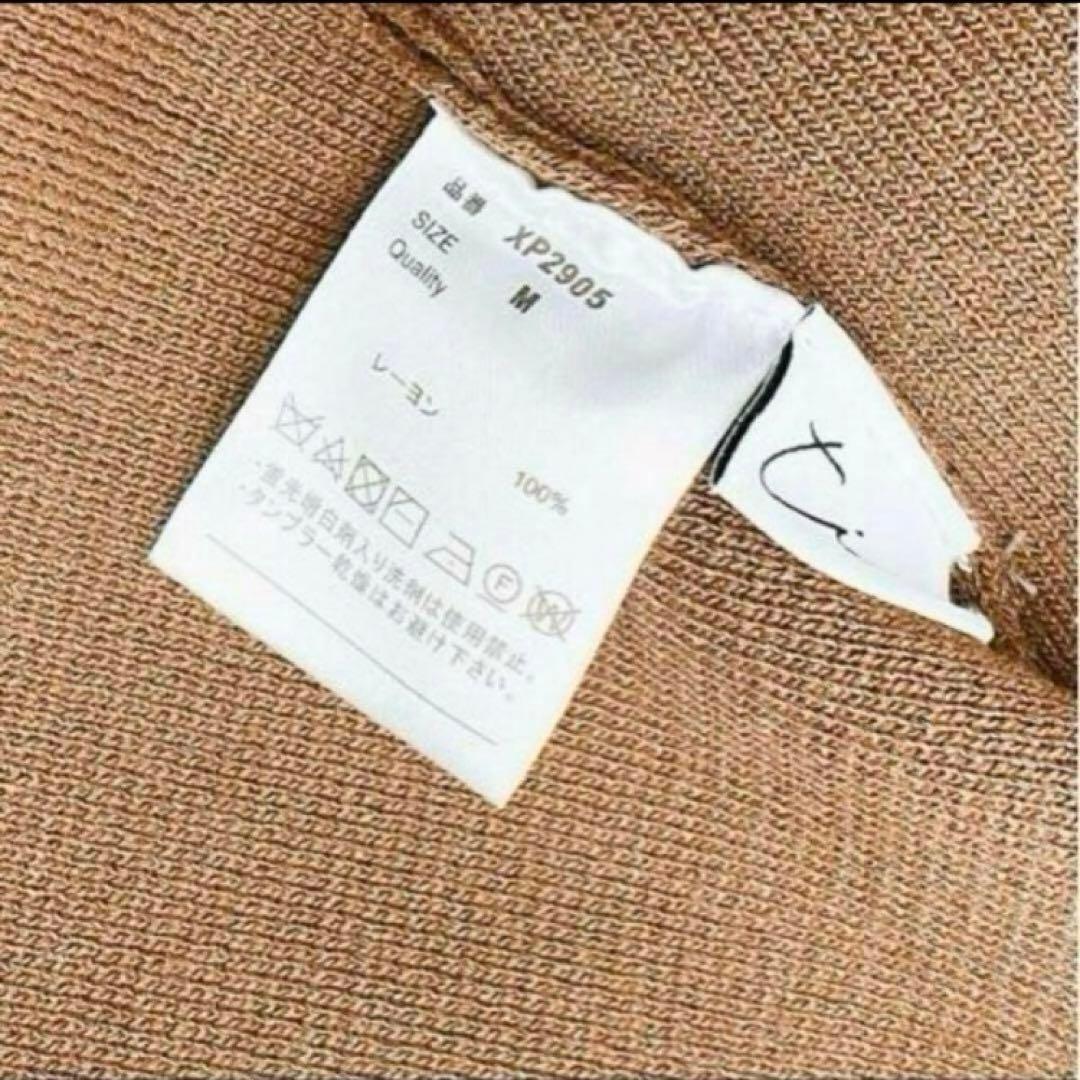 品番 XP2905
SIZE M
Quality
レーヨン
100%
F
W
・蛍光増白剤入り洗剤は使用禁止。
・タンブラー乾燥はお避け下さい。